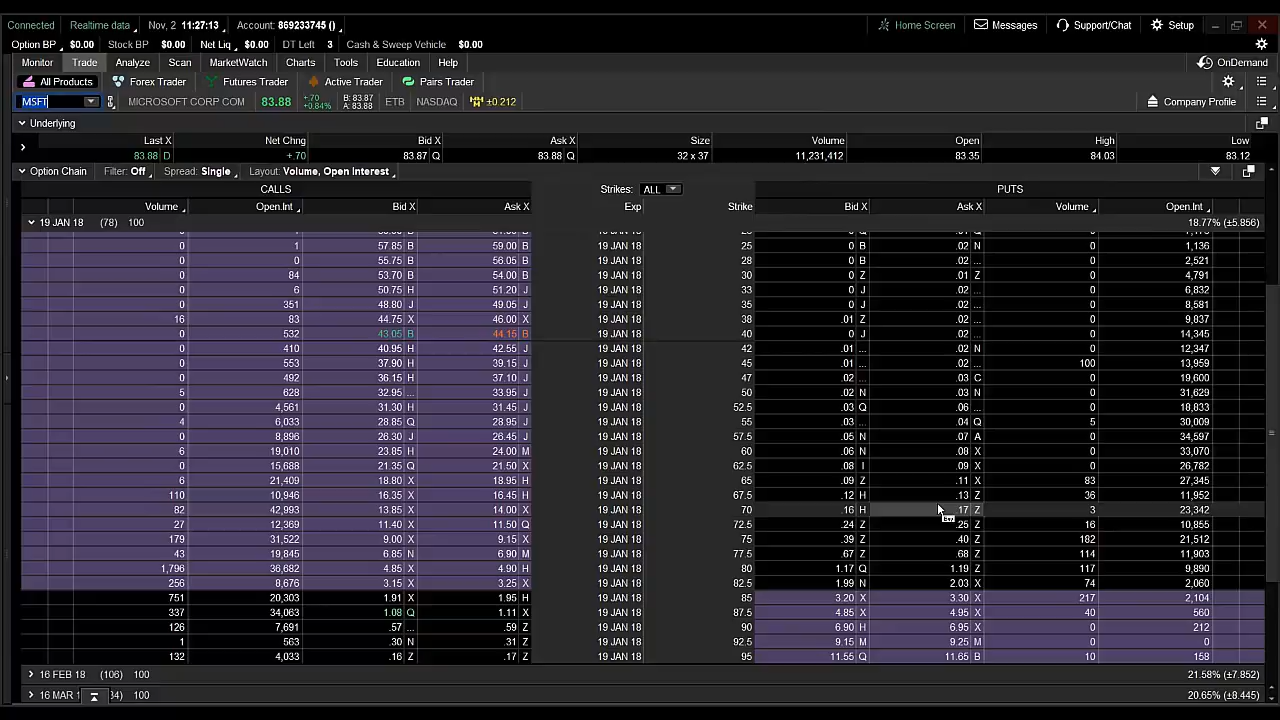 Connected Realtime data Nov, 2 11:27:13 Account: 869233745 () Home Screen Messages Support/Chat Setup
Option BP $0.00 Stock BP $0.00 Net Liq $0.00 DT Left 3 Cash & Sweep Vehicle $0.00
Monitor Trade Analyze Scan MarketWatch Charts Tools Education Help OnDemand
All Products Forex Trader Futures Trader Active Trader Pairs Trader
MSFT MICROSOFT CORP COM 83.88 +.70 +0.84% B: 83.87 A: 83.88 ETB NASDAQ ±0.212 Company Profile
Underlying
Last X Net Chng Bid X Ask X Size Volume Open High Low
83.88 D +.70 83.87 Q 83.88 Q 32 x 37 11,231,412 83.35 84.03 83.12
Option Chain Filter: Off Spread: Single Layout: Volume, Open Interest
CALLS Strikes: ALL PUTS
Volume Open.Int Bid X Ask X Exp Strike Bid X Ask X Volume Open.Int
19 JAN 18 (78) 100 18.77% (±5.856)
0 1 57.85 B 59.00 B 19 JAN 18 25 0 B .02 N 0 1,136
0 0 55.75 B 56.05 B 19 JAN 18 28 0 B .02 ... 0 2,521
0 84 53.70 B 54.00 B 19 JAN 18 30 0 Z .01 Z 0 4,791
0 6 50.75 H 51.20 J 19 JAN 18 33 0 J .02 ... 0 6,832
0 351 48.80 J 49.05 J 19 JAN 18 35 0 J .02 ... 0 8,581
16 83 44.75 X 46.00 X 19 JAN 18 38 .01 Z .02 ... 0 9,837
0 532 43.05 B 44.15 B 19 JAN 18 40 0 J .02 ... 0 14,345
0 410 40.95 H 42.55 J 19 JAN 18 42 .01 ... .02 N 0 12,347
0 553 37.90 H 39.15 J 19 JAN 18 45 .01 ... .02 ... 100 13,959
0 492 36.15 H 37.10 J 19 JAN 18 47 .02 ... .03 C 0 19,600
5 628 32.95 ... 33.95 J 19 JAN 18 50 .02 N .03 N 0 31,629
0 4,561 31.30 H 31.45 J 19 JAN 18 52.5 .03 Q .06 ... 0 18,833
4 6,033 28.85 Q 28.95 J 19 JAN 18 55 .03 ... .04 Q 5 30,009
0 8,896 26.30 J 26.45 J 19 JAN 18 57.5 .05 N .07 A 0 34,597
6 19,010 23.85 H 24.00 M 19 JAN 18 60 .06 N .08 X 0 33,070
0 15,688 21.35 Q 21.50 X 19 JAN 18 62.5 .08 I .09 X 0 26,782
6 21,409 18.80 X 18.95 H 19 JAN 18 65 .09 Z .11 X 83 27,345
110 10,946 16.35 X 16.45 H 19 JAN 18 67.5 .12 H .13 Z 36 11,952
82 42,993 13.85 X 14.00 X 19 JAN 18 70 .16 H .17 Z 3 23,342
27 12,369 11.40 X 11.50 Q 19 JAN 18 72.5 .24 Z .25 Z 16 10,855
179 31,522 9.00 X 9.15 X 19 JAN 18 75 .39 Z .40 Z 182 21,512
43 19,845 6.85 N 6.90 M 19 JAN 18 77.5 .67 Z .68 Z 114 11,903
1,796 36,682 4.85 X 4.90 H 19 JAN 18 80 1.17 Q 1.19 Z 117 9,890
256 8,676 3.15 X 3.25 X 19 JAN 18 82.5 1.99 N 2.03 X 74 2,060
751 20,303 1.91 X 1.95 H 19 JAN 18 85 3.20 X 3.30 X 217 2,104
337 34,063 1.08 Q 1.11 X 19 JAN 18 87.5 4.85 X 4.95 X 40 560
126 7,691 .57 ... .59 Z 19 JAN 18 90 6.90 H 6.95 X 0 212
1 563 .30 N .31 Z 19 JAN 18 92.5 9.15 M 9.25 M 0 0
132 4,033 .16 Z .17 Z 19 JAN 18 95 11.55 Q 11.65 B 10 158
16 FEB 18 (106) 100 21.58% (±7.852)
16 MAR 1 34) 100 20.65% (±8.445)